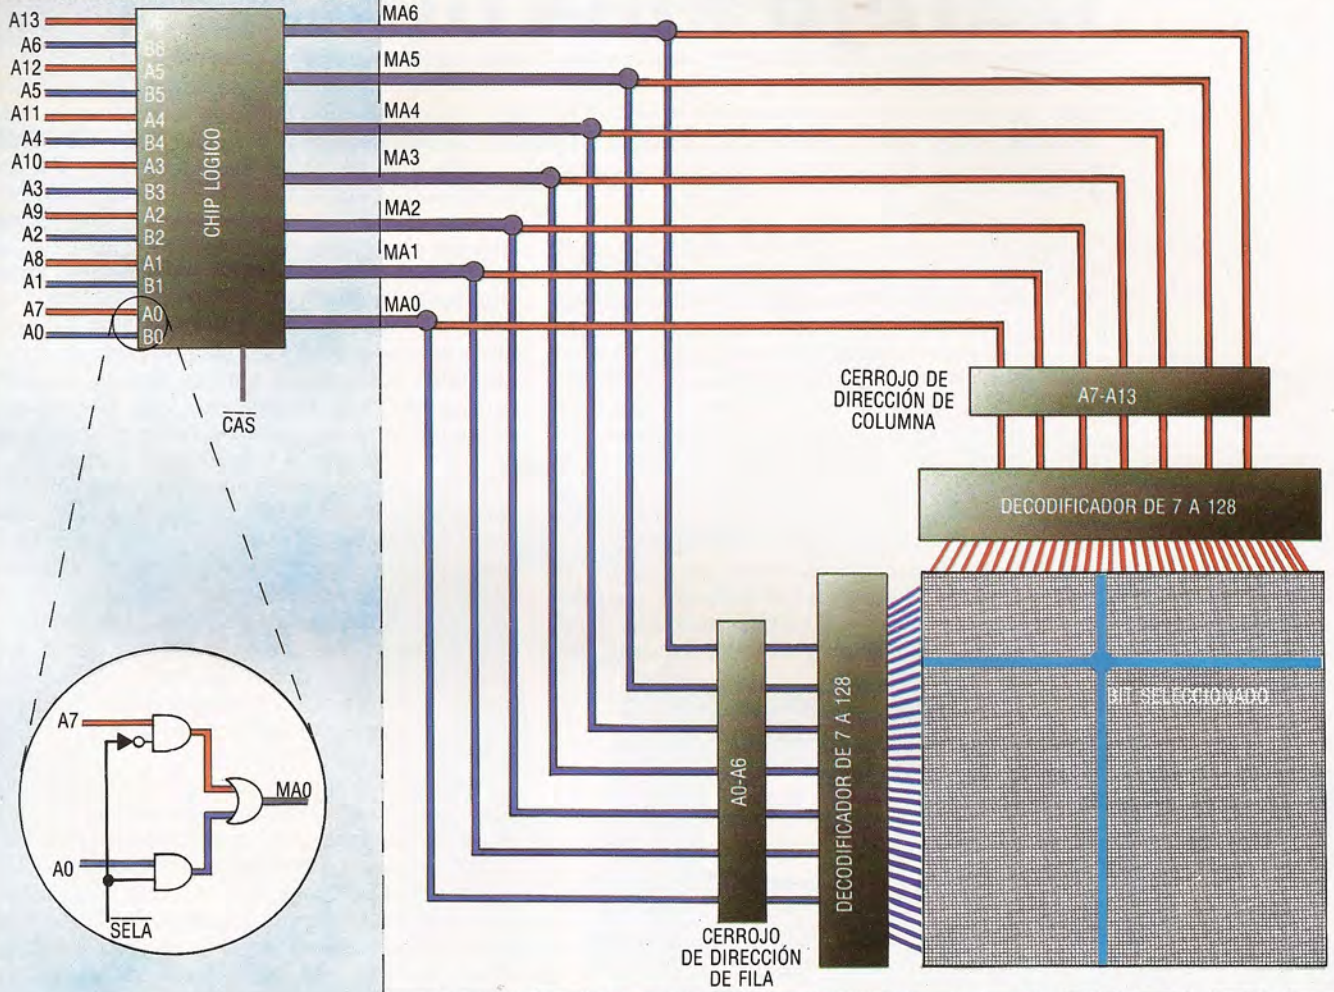 A13
A6
A12
A5
A11
A4
A10
A3
A9
A2
A8
A1
A7
A0
B6
A5
B5
A4
B4
A3
B3
A2
B2
A1
B1
A0
B0
CHIP LOGICO
CAS
MA6
MA5
MA4
MA3
MA2
MA1
MA0
CERROJO DE
DIRECCIÓN DE
COLUMNA
A7-A13
DECODIFICADOR DE 7 A 128
A7
A0
SELA
MA0
A0-A6
CERROJO
DE DIRECCIÓN
DE FILA
DECODIFICADOR DE 7 A 128
BIT SELECCIONADO